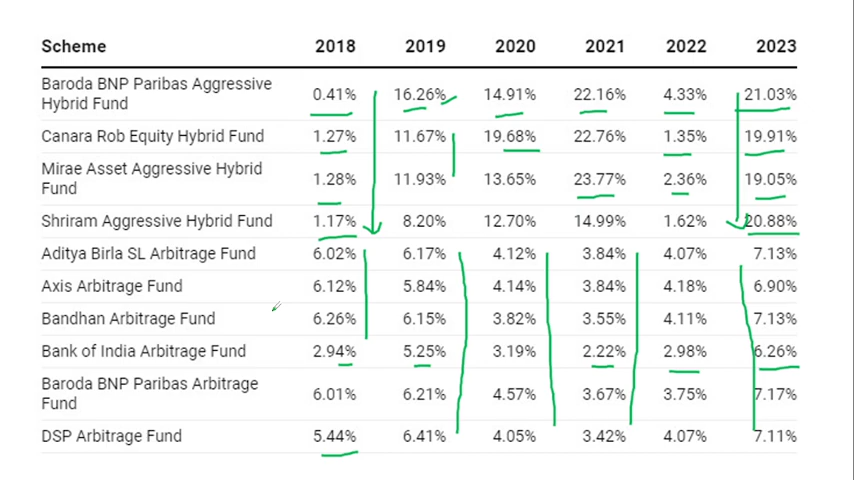 Scheme 2018 2019 2020 2021 2022 2023
Baroda BNP Paribas Aggressive
Hybrid Fund 0.41% 16.26% 14.91% 22.16% 4.33% 21.03%
Canara Rob Equity Hybrid Fund 1.27% 11.67% 19.68% 22.76% 1.35% 19.91%
Mirae Asset Aggressive Hybrid
Fund 1.28% 11.93% 13.65% 23.77% 2.36% 19.05%
Shriram Aggressive Hybrid Fund 1.17% 8.20% 12.70% 14.99% 1.62% 20.88%
Aditya Birla SL Arbitrage Fund 6.02% 6.17% 4.12% 3.84% 4.07% 7.13%
Axis Arbitrage Fund 6.12% 5.84% 4.14% 3.84% 4.18% 6.90%
Bandhan Arbitrage Fund 6.26% 6.15% 3.82% 3.55% 4.11% 7.13%
Bank of India Arbitrage Fund 2.94% 5.25% 3.19% 2.22% 2.98% 6.26%
Baroda BNP Paribas Arbitrage
Fund 6.01% 6.21% 4.57% 3.67% 3.75% 7.17%
DSP Arbitrage Fund 5.44% 6.41% 4.05% 3.42% 4.07% 7.11%